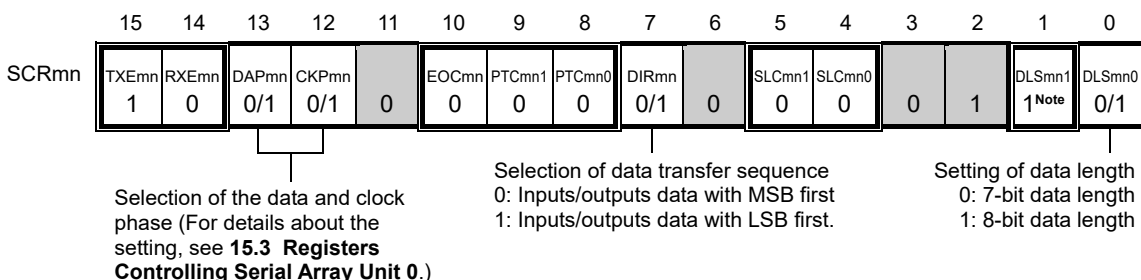 15 14 13 12 11 10 9 8 7 6 5 4 3 2 1 0
SCRmn
TXEmn RXEmn DAPmn CKPmn EOCmn PTCmn1 PTCmn0 DIRmn SLCmn1 SLCmn0 DLSmn1 DLSmn0
1 0 0/1 0/1 0 0 0 0 0/1 0 0 0 0 1 1Note 0/1
Selection of the data and clock
phase (For details about the
setting, see 15.3 Registers
Controlling Serial Array Unit 0.)
Selection of data transfer sequence
0: Inputs/outputs data with MSB first
1: Inputs/outputs data with LSB first.
Setting of data length
0: 7-bit data length
1: 8-bit data length